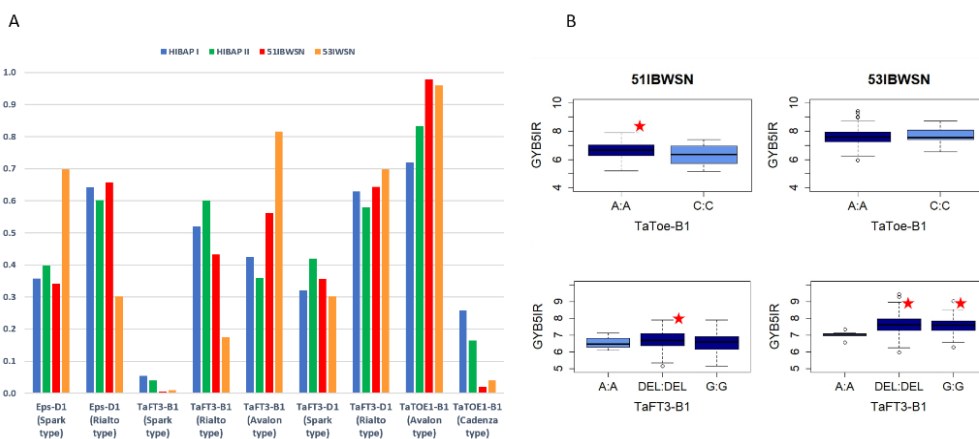 A
HIBAP I HIBAP II 51IBWSN 53IWSN
1.0
0.9
0.8
0.7
0.6
0.5
0.4
0.3
0.2
0.1
0.0
Eps-D1 (Spark type)
Eps-D1 (Rialto type)
TaFT3-B1 (Spark type)
TaFT3-B1 (Rialto type)
TaFT3-B1 (Avalon type)
TaFT3-D1 (Spark type)
TaFT3-D1 (Rialto type)
TaTOE1-B1 (Avalon type)
TaTOE1-B1 (Cadenza type)
B
51IBWSN
GYB5IR
10
8
6
4
A:A C:C
TaToe-B1
53IBWSN
GYB5IR
10
8
6
4
A:A C:C
TaToe-B1
GYB5IR
9
8
7
6
5
A:A DEL:DEL G:G
TaFT3-B1
GYB5IR
9
8
7
6
5
A:A DEL:DEL G:G
TaFT3-B1